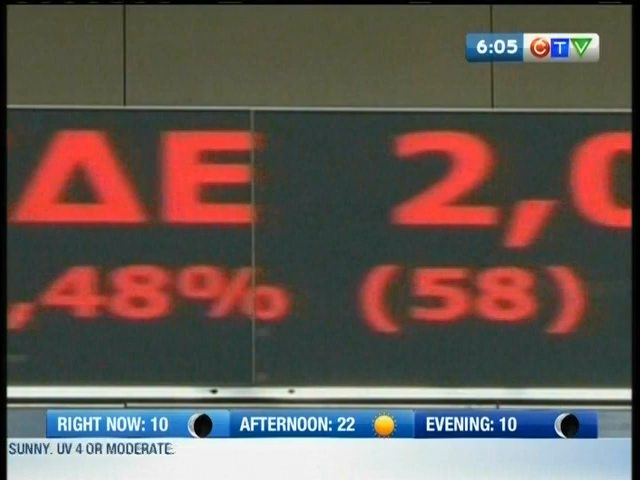 6:05 CTV
ΔΕ 2,0
,48% (58)
RIGHT NOW: 10 AFTERNOON: 22 EVENING: 10
SUNNY. UV 4 OR MODERATE.